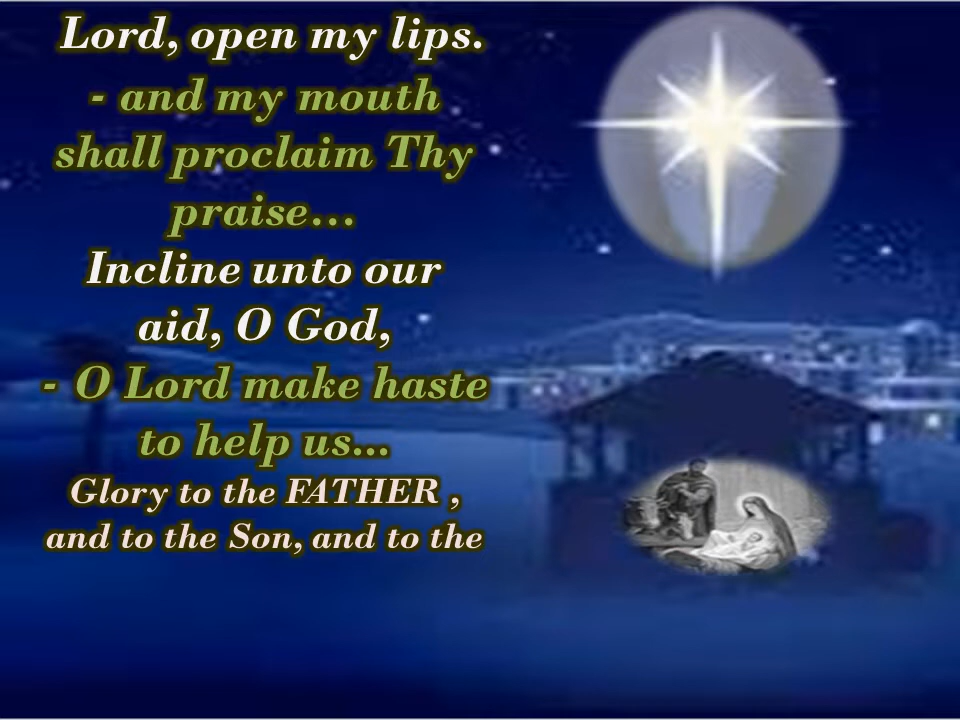 Lord, open my lips.
- and my mouth
shall proclaim Thy
praise...
Incline unto our
aid, O God,
- O Lord make haste
to help us...
Glory to the FATHER ,
and to the Son, and to the